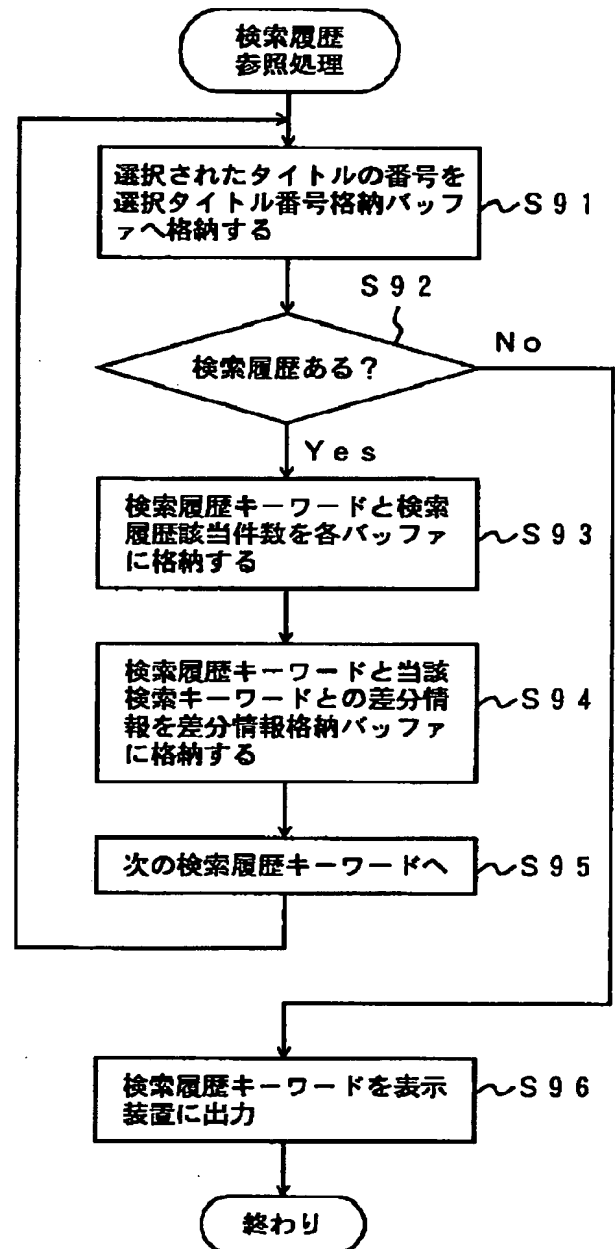 検索履歴
参照処理
選択されたタイトルの番号を
選択タイトル番号格納バッフ
ァへ格納する
S91
S92
検索履歴ある?
No
Yes
検索履歴キーワードと検索
履歴該当件数を各バッファ
に格納する
S93
検索履歴キーワードと当該
検索キーワードとの差分情
報を差分情報格納バッファ
に格納する
S94
次の検索履歴キーワードへ
S95
検索履歴キーワードを表示
装置に出力
S96
終わり